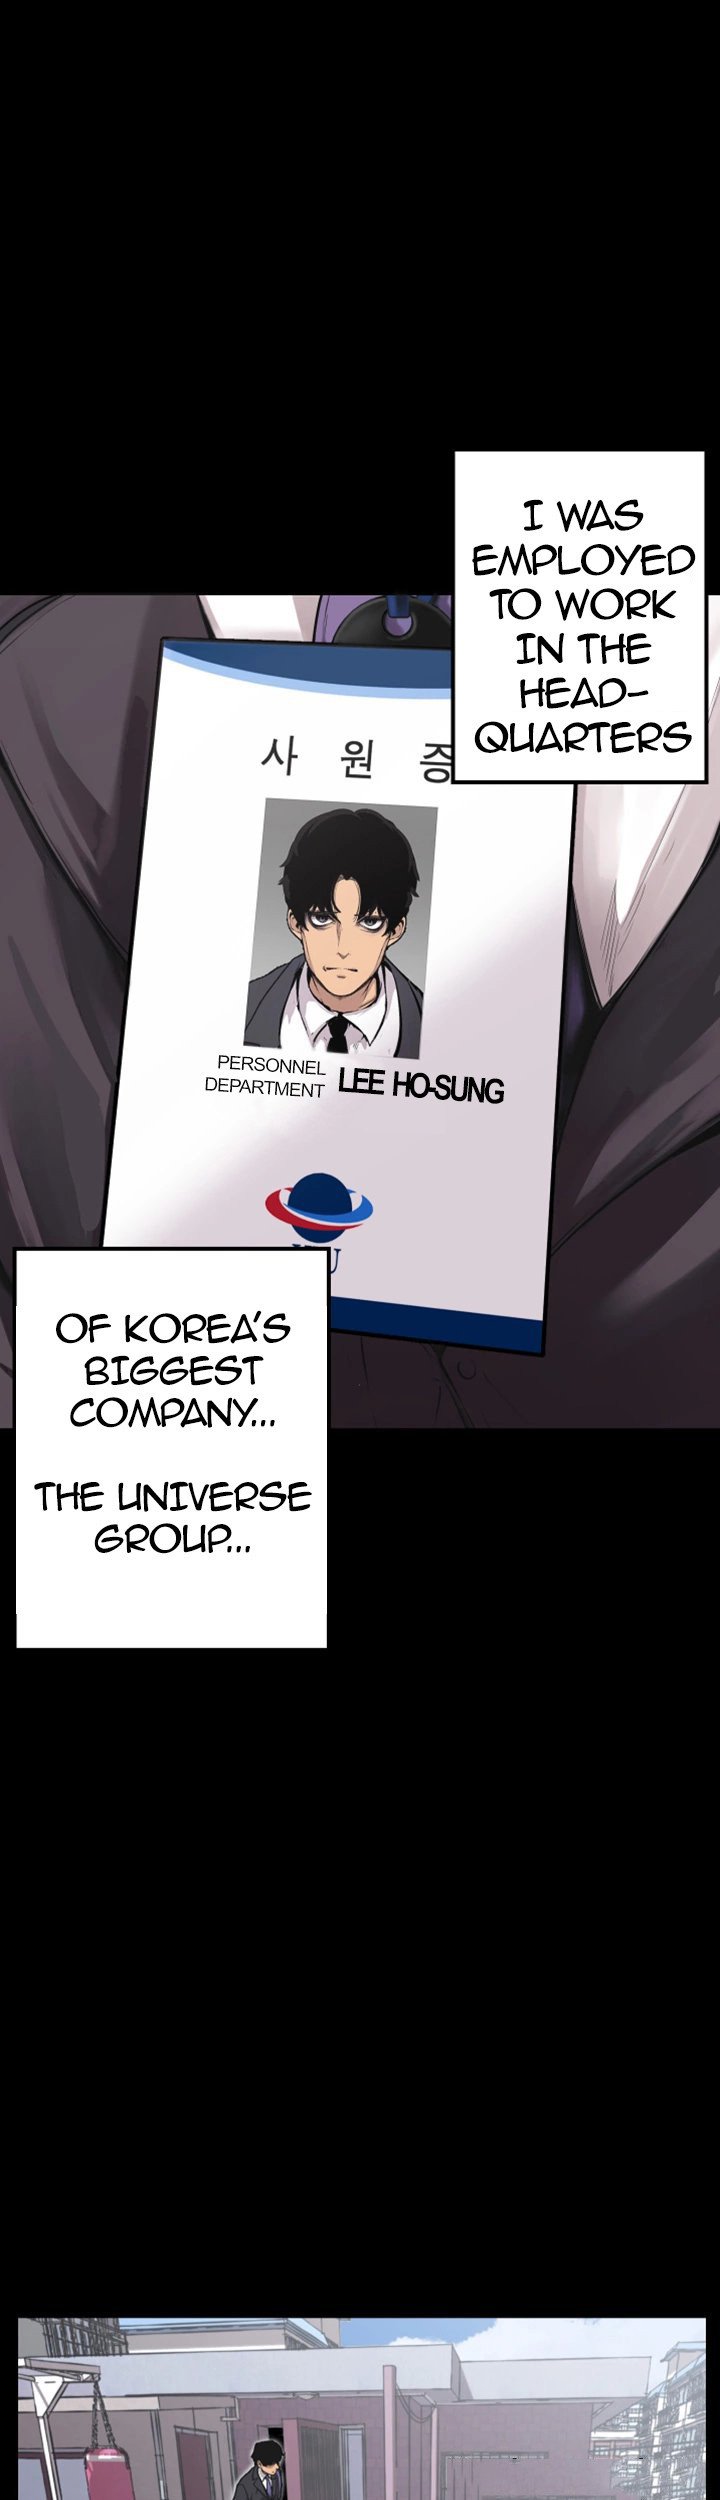 I WAS
EMPLOYED
TO WORK
IN THE
HEAD-
QUARTERS
사 원 증
PERSONNEL
DEPARTMENT
LEE HO-SUNG
OF KOREA'S
BIGGEST
COMPANY...
THE UNIVERSE
GROUP...